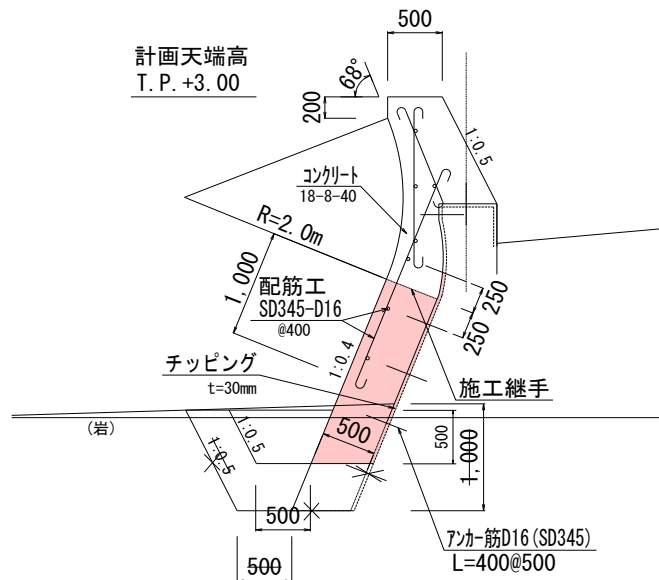 500
計画天端高
T.P.+3.00
68°
200
1:0.5
コンクリート
18-8-40
R=2.0m
1,000
配筋工
SD345-D16
@400
250
250
1:0.4
チッピング
t=30mm
施工継手
(岩)
1:0.5
1:0.5
500
500
1,000
500
500
アンカー筋D16(SD345)
L=400@500